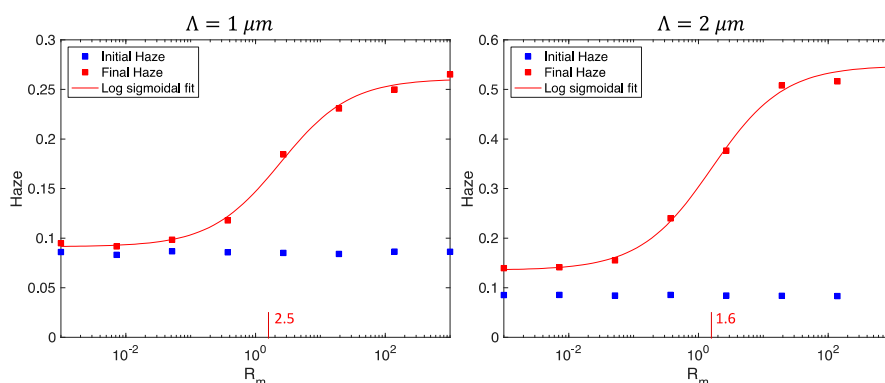 Λ = 1 μm
0.3
0.25
0.2
0.15
0.1
0.05
0
Haze
Initial Haze
Final Haze
Log sigmoidal fit
2.5
10^-2
10^0
10^2
R_m
Λ = 2 μm
0.6
0.5
0.4
0.3
0.2
0.1
0
Haze
Initial Haze
Final Haze
Log sigmoidal fit
1.6
10^-2
10^0
10^2
R_m